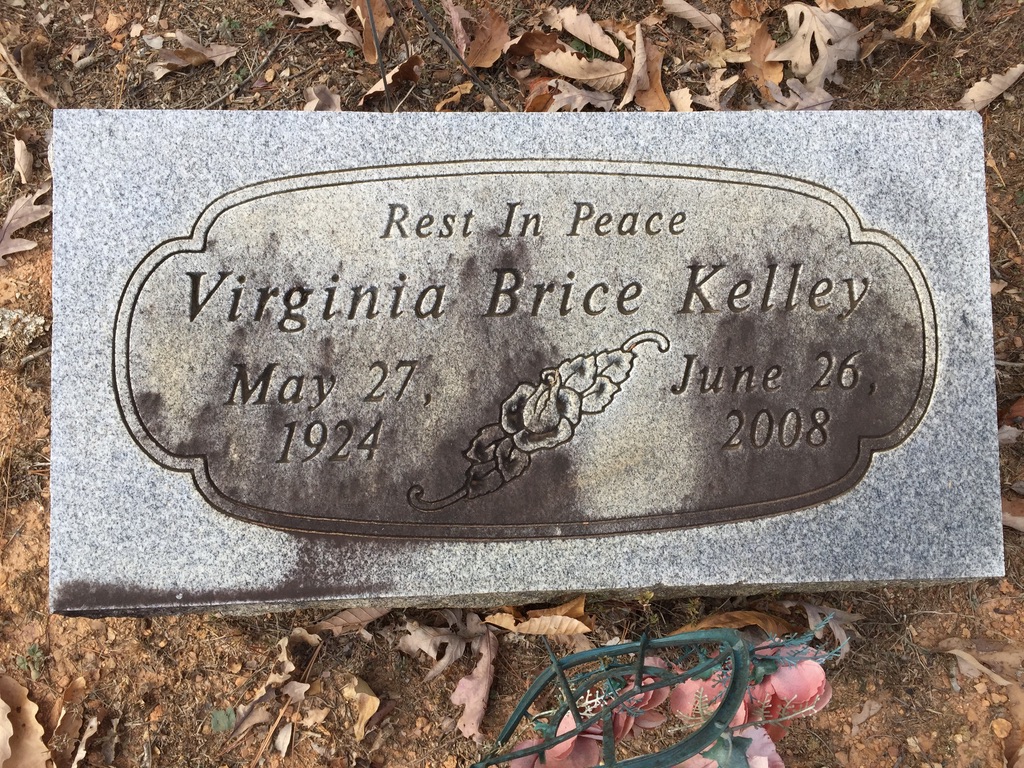 Rest In Peace
Virginia Brice Kelley
May 27,
1924
June 26,
2008